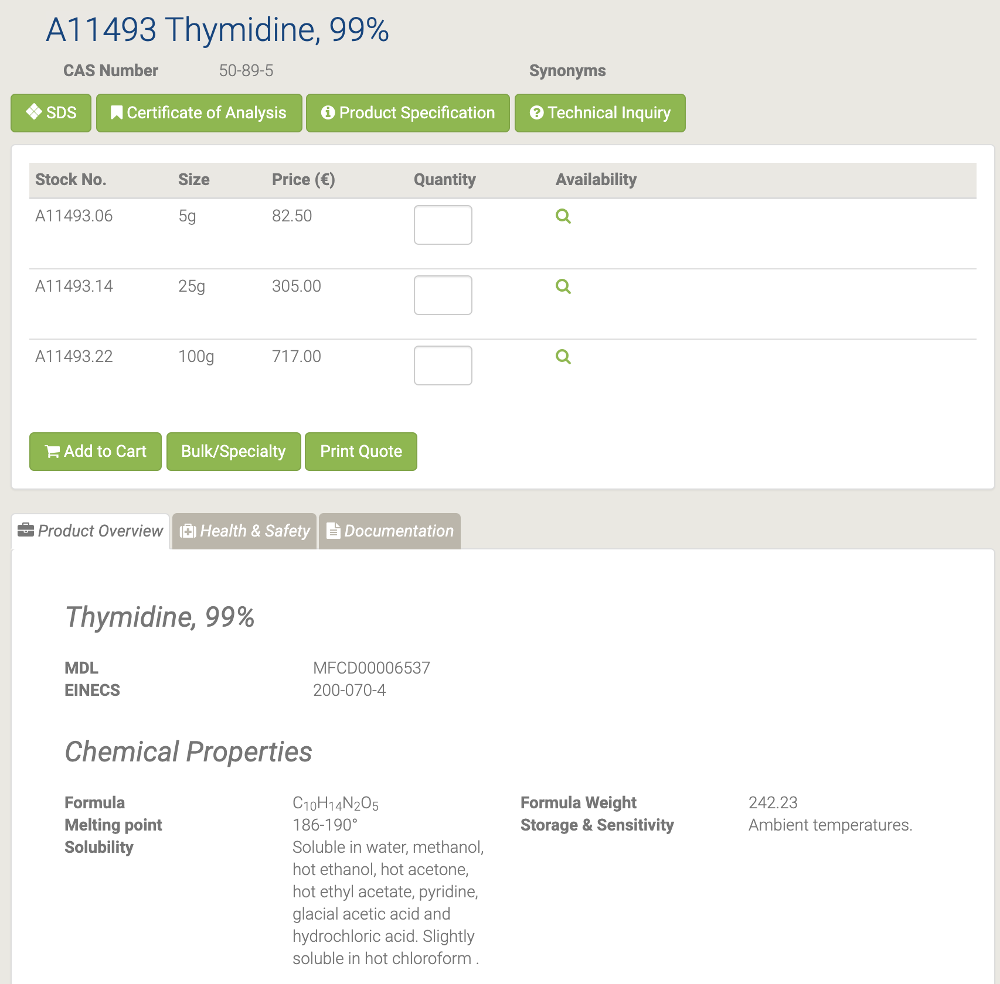 A11493 Thymidine, 99%
CAS Number 50-89-5 Synonyms
SDS Certificate of Analysis Product Specification Technical Inquiry
Stock No. Size Price (€) Quantity Availability
A11493.06 5g 82.50
A11493.14 25g 305.00
A11493.22 100g 717.00
Add to Cart Bulk/Specialty Print Quote
Product Overview Health & Safety Documentation
Thymidine, 99%
MDL MFCD00006537
EINECS 200-070-4
Chemical Properties
Formula C₁₀H₁₄N₂O₅ Formula Weight 242.23
Melting point 186-190° Storage & Sensitivity Ambient temperatures.
Solubility Soluble in water, methanol,
hot ethanol, hot acetone,
hot ethyl acetate, pyridine,
glacial acetic acid and
hydrochloric acid. Slightly
soluble in hot chloroform .